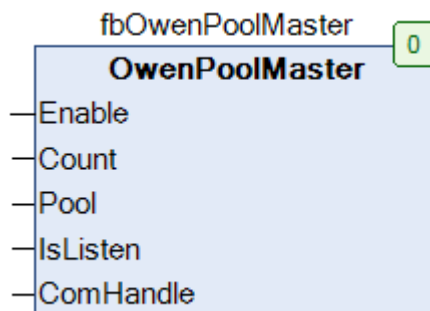 fbOwenPoolMaster
0
OwenPoolMaster
Enable
Count
Pool
IsListen
ComHandle